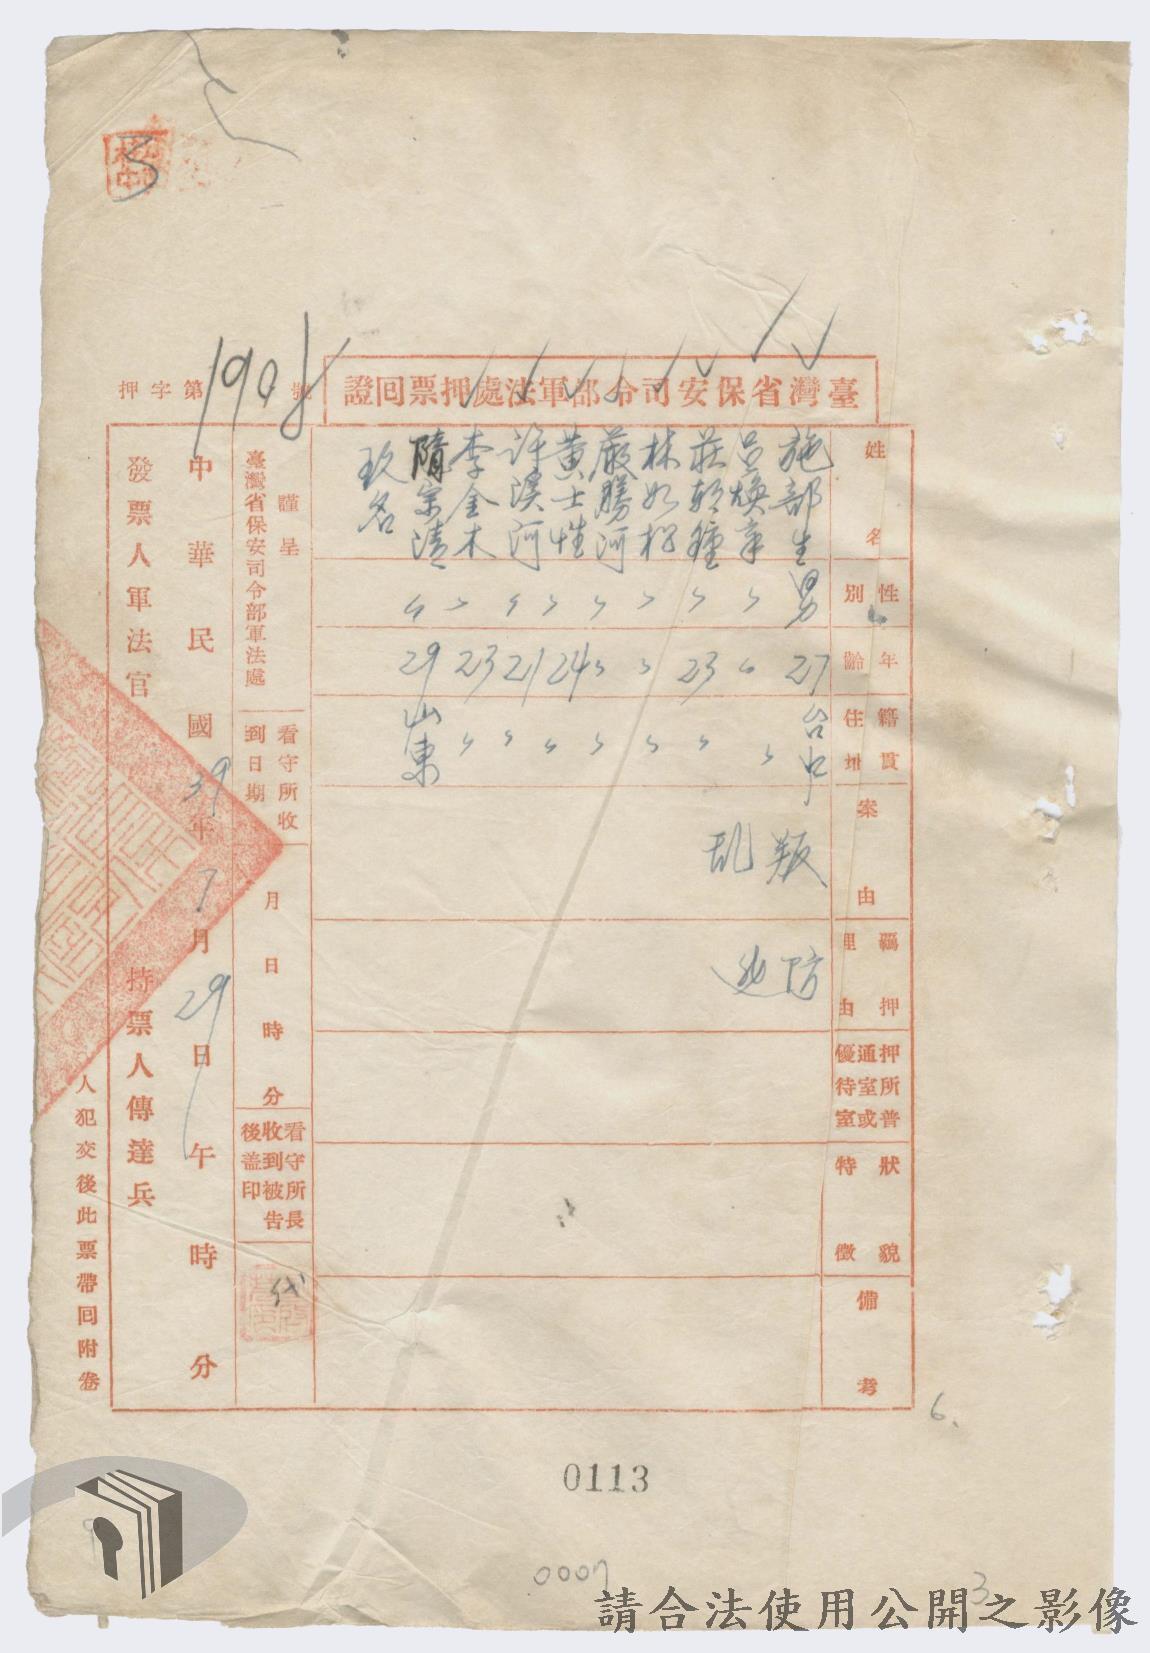 臺灣省保安司令部軍法處押票回證
押字第1908號
姓名
性別
年齡
籍貫
住址
案由
羈押理由
押所普通室或優待室
狀貌特徵
備考
施部生 男 27 台中
呂煥章 〃 〃 〃
莊朝鍾 〃 23 〃
林如松 〃 〃 〃
嚴勝河 〃 〃 〃
黃士性 〃 24 〃
許溪河 〃 21 〃
李金木 〃 23 〃
隋宗清 〃 29 山東
玖名
叛乱
防逃
謹呈
臺灣省保安司令部軍法處
看守所收到日期
月日時分
看守所長收到被告後盖印
代
中華民國39年7月29日午時分
發票人軍法官
持票人傳達兵
人犯交後此票帶回附卷
3
6.
0113
0007
3
請合法使用公開之影像